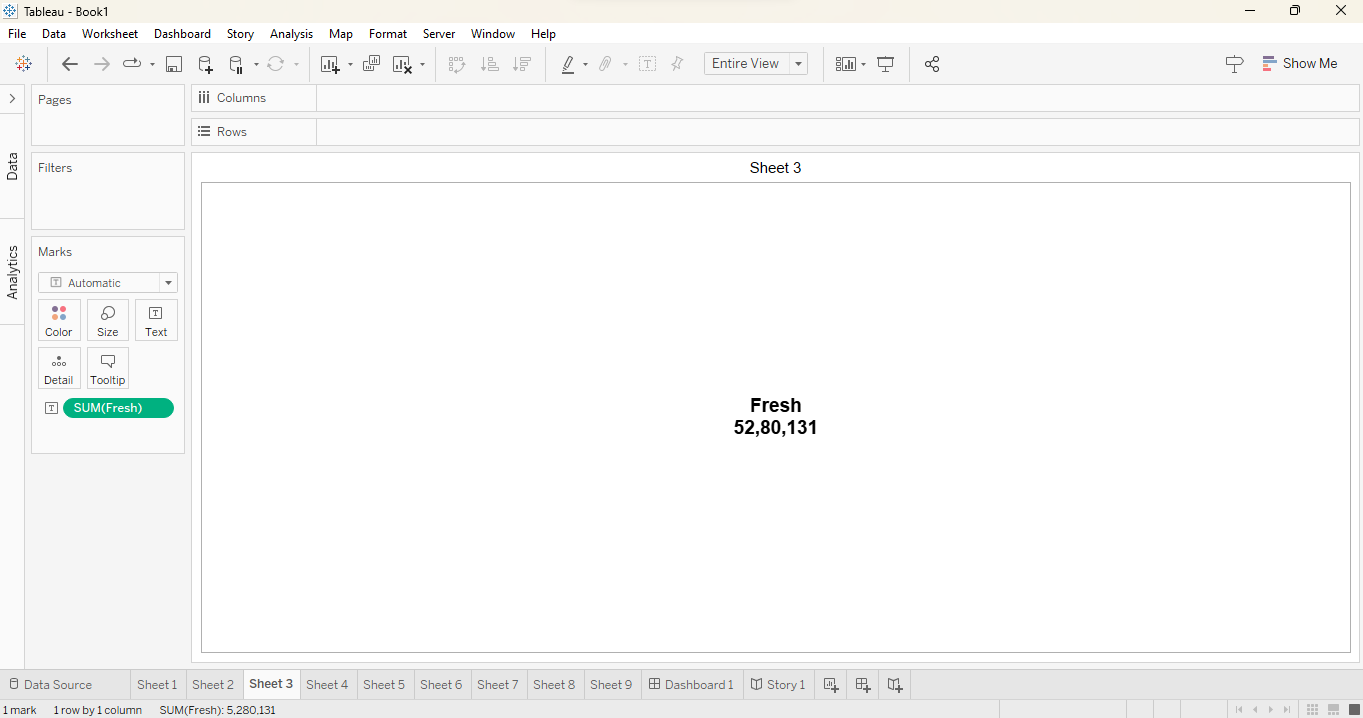 Tableau - Book1
File Data Worksheet Dashboard Story Analysis Map Format Server Window Help
Entire View
Show Me
Pages
Columns
Rows
Data
Filters
Sheet 3
Analytics
Marks
T Automatic
Color Size T Text
Detail Tooltip
T SUM(Fresh)
Fresh
52,80,131
Data Source Sheet 1 Sheet 2 Sheet 3 Sheet 4 Sheet 5 Sheet 6 Sheet 7 Sheet 8 Sheet 9 Dashboard 1 Story 1
1 mark 1 row by 1 column SUM(Fresh): 5,280,131